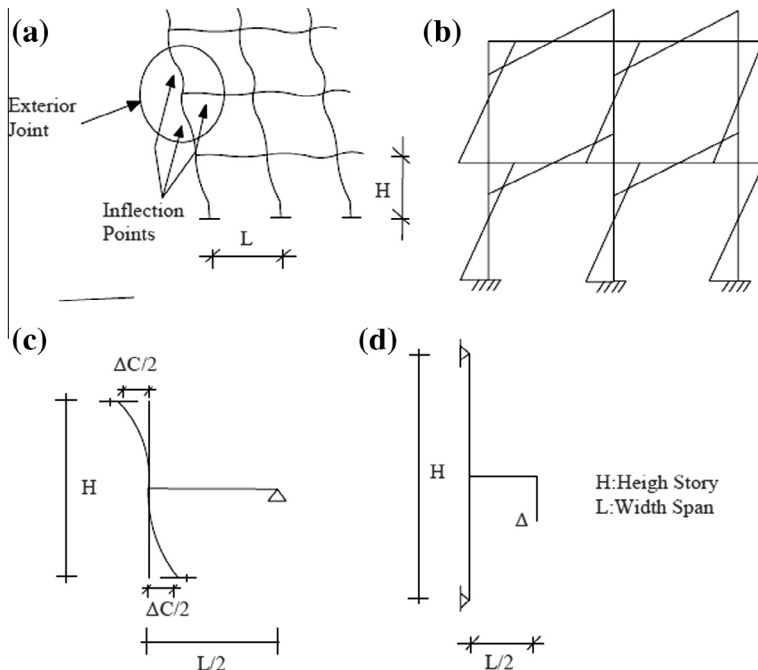 (a)
Exterior
Joint
Inflection
Points
H
L
(b)
(c)
ΔC/2
H
ΔC/2
L/2
(d)
H
Δ
L/2
H:Heigh Story
L:Width Span